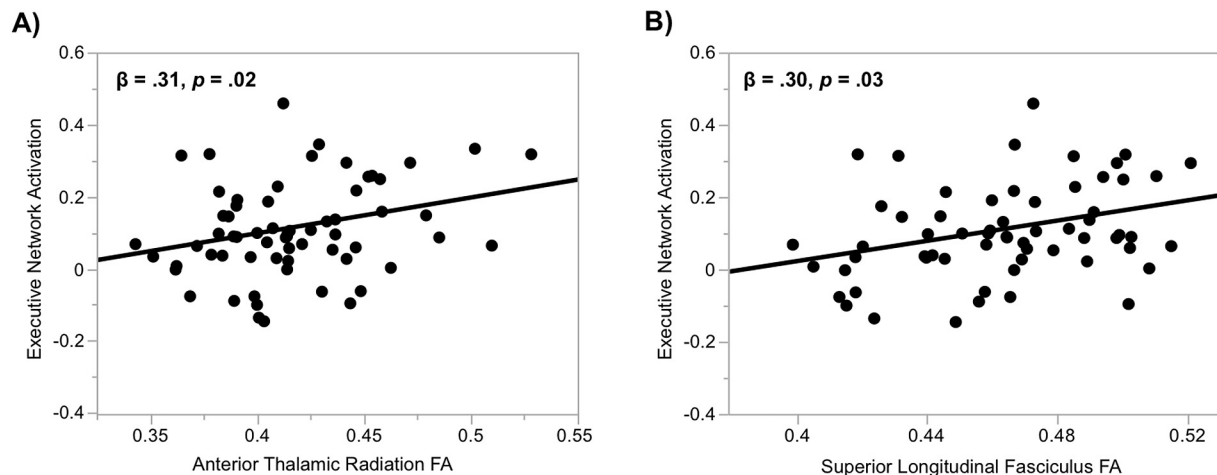 A)
β = .31, p = .02
Executive Network Activation
0.6
0.4
0.2
0
-0.2
-0.4
0.35
0.4
0.45
0.5
0.55
Anterior Thalamic Radiation FA
B)
β = .30, p = .03
Executive Network Activation
0.6
0.4
0.2
0
-0.2
-0.4
0.4
0.44
0.48
0.52
Superior Longitudinal Fasciculus FA